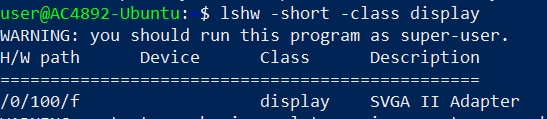 user@AC4892-Ubuntu: $ lshw -short -class display
WARNING: you should run this program as super-user.
H/W path Device Class Description
================================================
/0/100/f display SVGA II Adapter